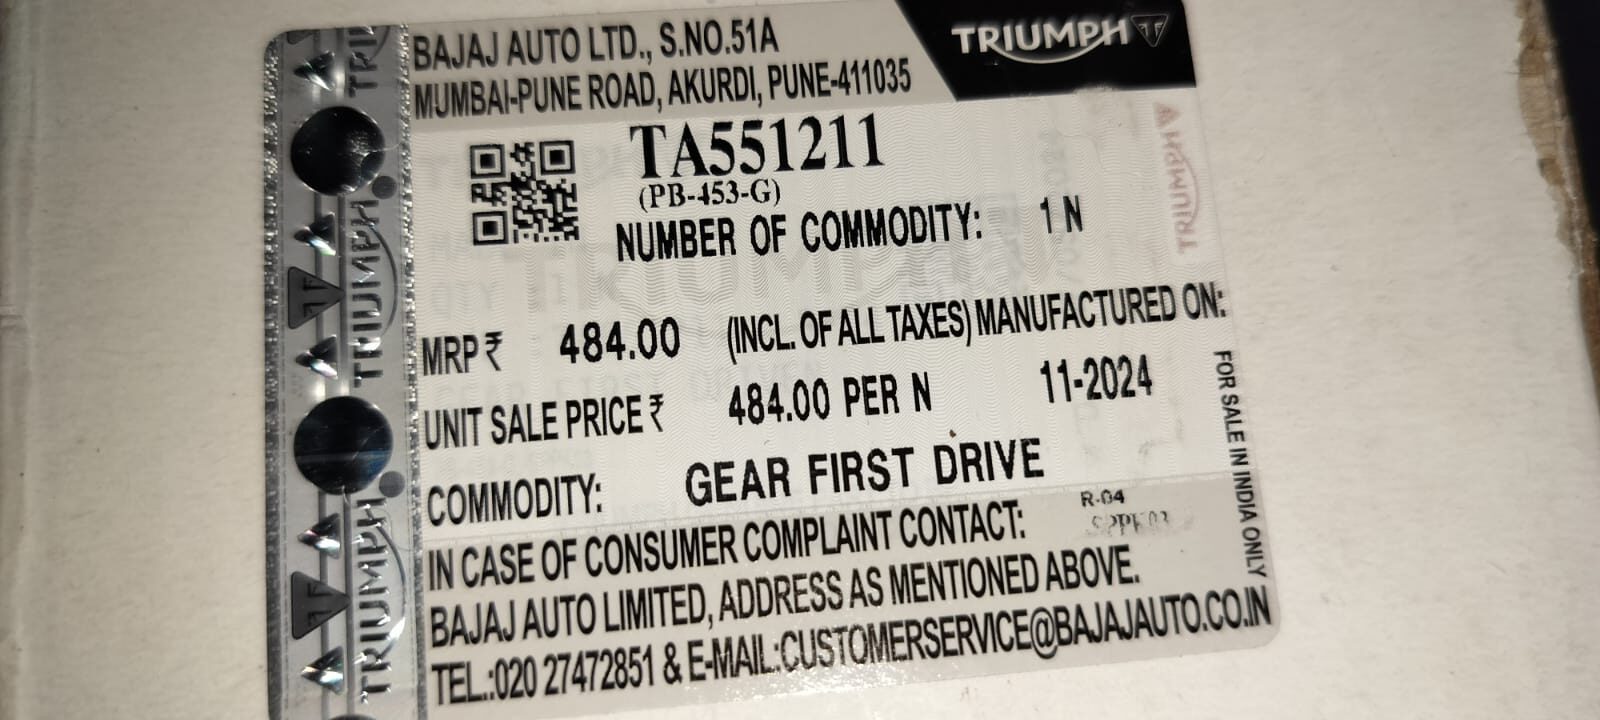 BAJAJ AUTO LTD., S.NO.51A
MUMBAI-PUNE ROAD, AKURDI, PUNE-411035
TRIUMPH
TA551211
(PB-453-G)
NUMBER OF COMMODITY: 1 N
MRP ₹ 484.00 (INCL. OF ALL TAXES) MANUFACTURED ON:
UNIT SALE PRICE ₹ 484.00 PER N 11-2024
COMMODITY: GEAR FIRST DRIVE
R-04
IN CASE OF CONSUMER COMPLAINT CONTACT:
BAJAJ AUTO LIMITED, ADDRESS AS MENTIONED ABOVE.
TEL.:020 27472851 & E-MAIL:CUSTOMERSERVICE@BAJAJAUTO.CO.IN
FOR SALE IN INDIA ONLY
TRIUMPH
TRIUMPH
TRIUMPH
TRIUMPH
TRI